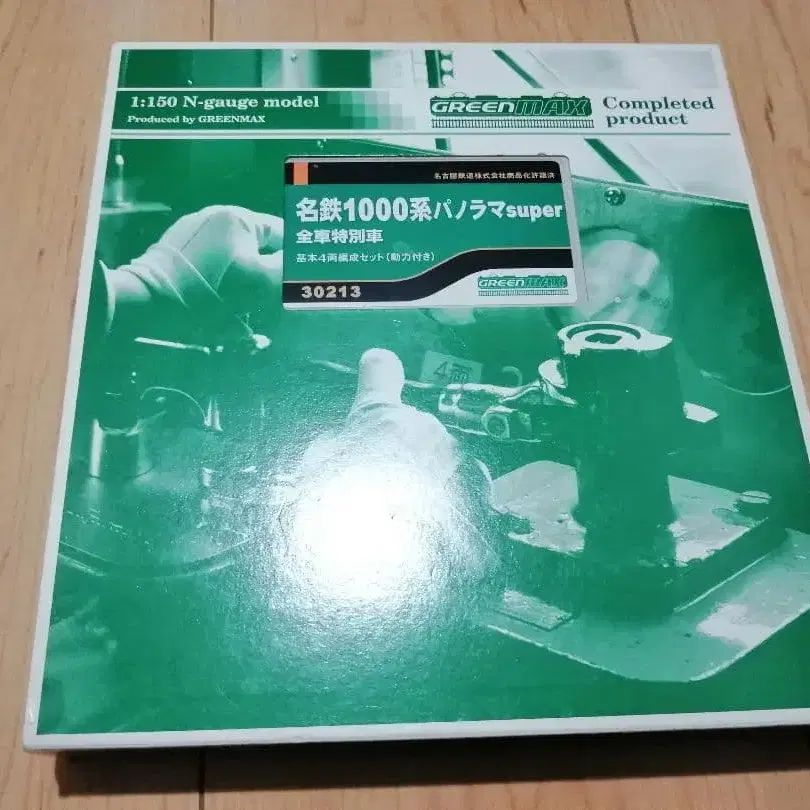 1:150 N-gauge model
Produced by GREENMAX
GREENMAX
Completed
product
名古屋鉄道株式会社商品化許諾済
名鉄1000系パノラマsuper
全車特別車
基本4両編成セット(動力付き)
30213
GREENMAX
4両